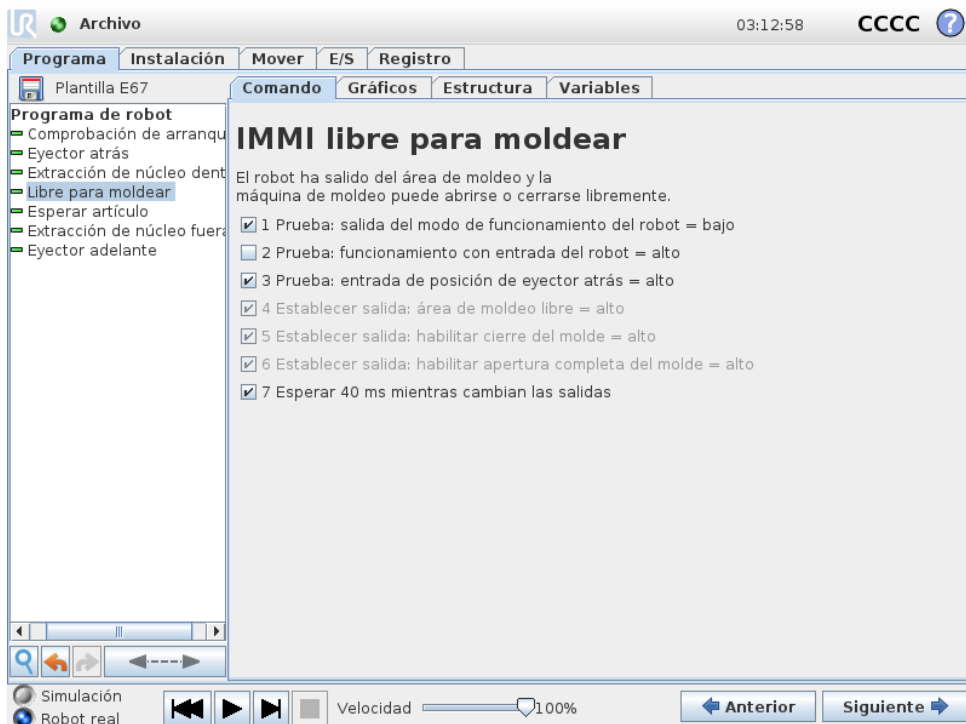 UR Archivo 03:12:58 CCCC ?
Programa Instalación Mover E/S Registro
Plantilla E67
Comando Gráficos Estructura Variables
Programa de robot
Comprobación de arranqu
Eyector atrás
Extracción de núcleo dent
Libre para moldear
Esperar artículo
Extracción de núcleo fuera
Eyector adelante
IMMI libre para moldear
El robot ha salido del área de moldeo y la
máquina de moldeo puede abrirse o cerrarse libremente.
1 Prueba: salida del modo de funcionamiento del robot = bajo
2 Prueba: funcionamiento con entrada del robot = alto
3 Prueba: entrada de posición de eyector atrás = alto
4 Establecer salida: área de moldeo libre = alto
5 Establecer salida: habilitar cierre del molde = alto
6 Establecer salida: habilitar apertura completa del molde = alto
7 Esperar 40 ms mientras cambian las salidas
Simulación
Robot real
Velocidad 100%
Anterior Siguiente